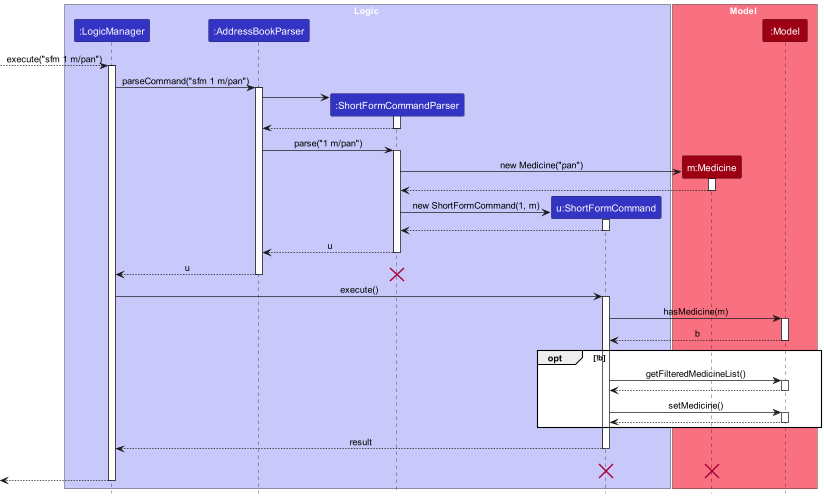 Logic
Model
:LogicManager
:AddressBookParser
:Model
execute("sfm 1 m/pan")
parseCommand("sfm 1 m/pan")
:ShortFormCommandParser
parse("1 m/pan")
new Medicine("pan")
m:Medicine
new ShortFormCommand(1, m)
u:ShortFormCommand
u
u
execute()
hasMedicine(m)
b
opt
[!b]
getFilteredMedicineList()
setMedicine()
result